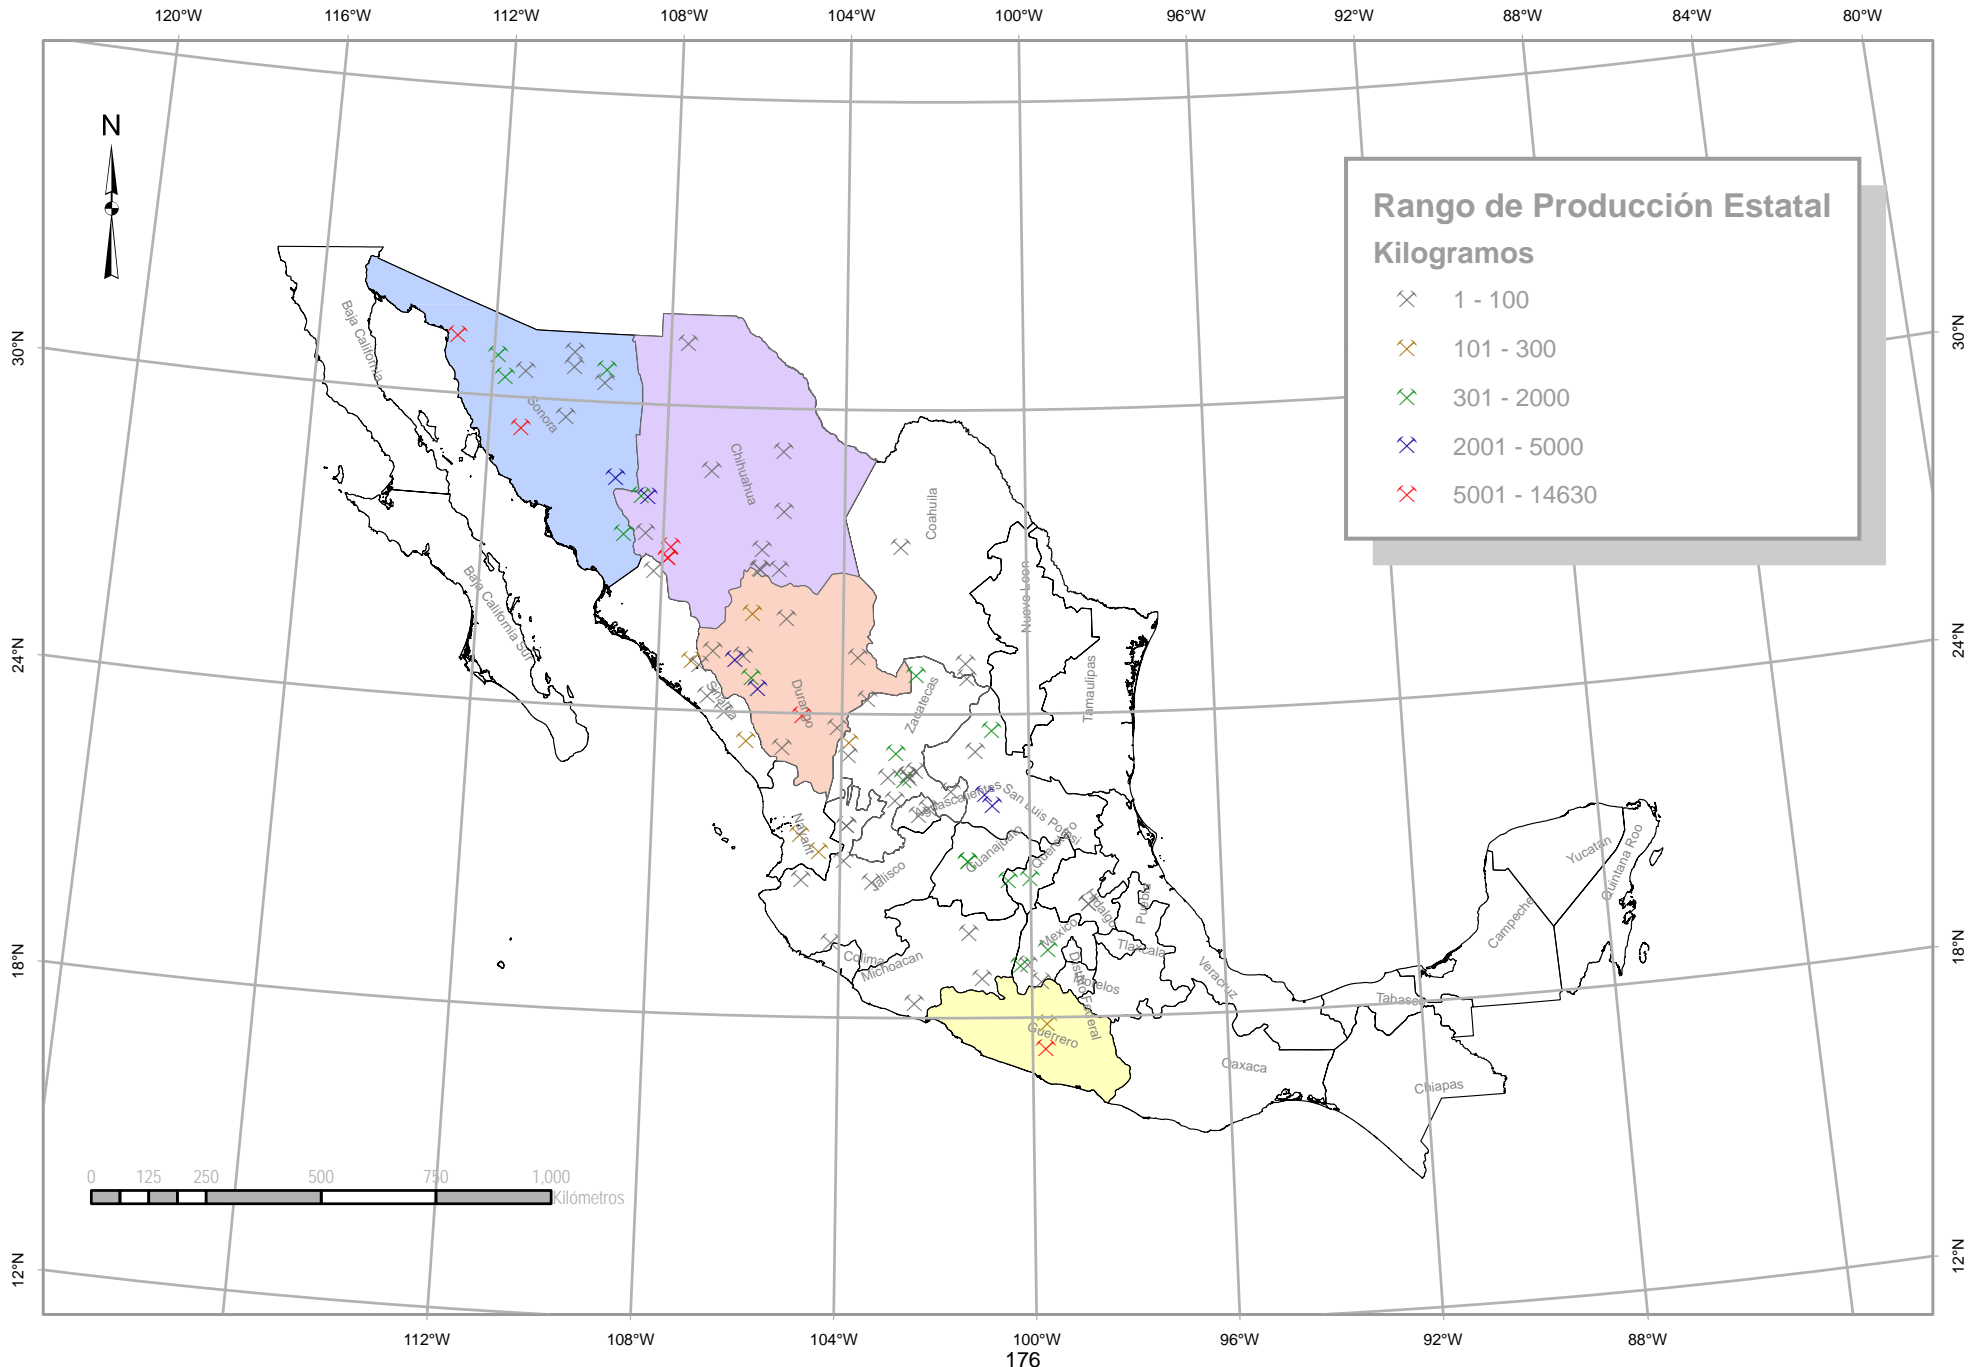 120°W 116°W 112°W 108°W 104°W 100°W 96°W 92°W 88°W 84°W 80°W
N
Rango de Producción Estatal
Kilogramos
1 - 100
101 - 300
301 - 2000
2001 - 5000
5001 - 14630
30°N
30°N
24°N
24°N
18°N
18°N
12°N
12°N
Baja California
Sonora
Chihuahua
Coahuila
Nuevo Leon
Tamaulipas
Baja California Sur
Sinaloa
Durango
Zacatecas
Aguascalientes
San Luis Potosi
Nayarit
Jalisco
Guanajuato
Queretaro
Hidalgo
Puebla
Mexico
Tlaxcala
Colima
Michoacan
Distrito Federal
Morelos
Veracruz
Guerrero
Oaxaca
Tabasco
Chiapas
Campeche
Yucatan
Quintana Roo
0 125 250 500 750 1,000
Kilómetros
112°W 108°W 104°W 100°W 96°W 92°W 88°W
176